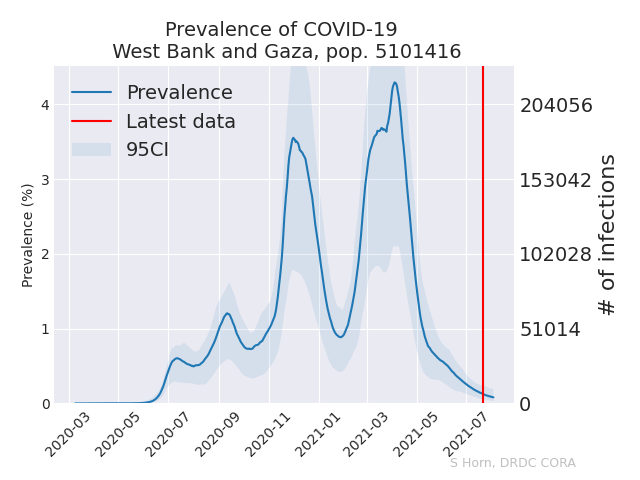 Prevalence of COVID-19
West Bank and Gaza, pop. 5101416
Prevalence
Latest data
95CI
Prevalence (%)
4
3
2
1
0
204056
153042
102028
51014
0
# of infections
2020-03
2020-05
2020-07
2020-09
2020-11
2021-01
2021-03
2021-05
2021-07
S Horn, DRDC CORA